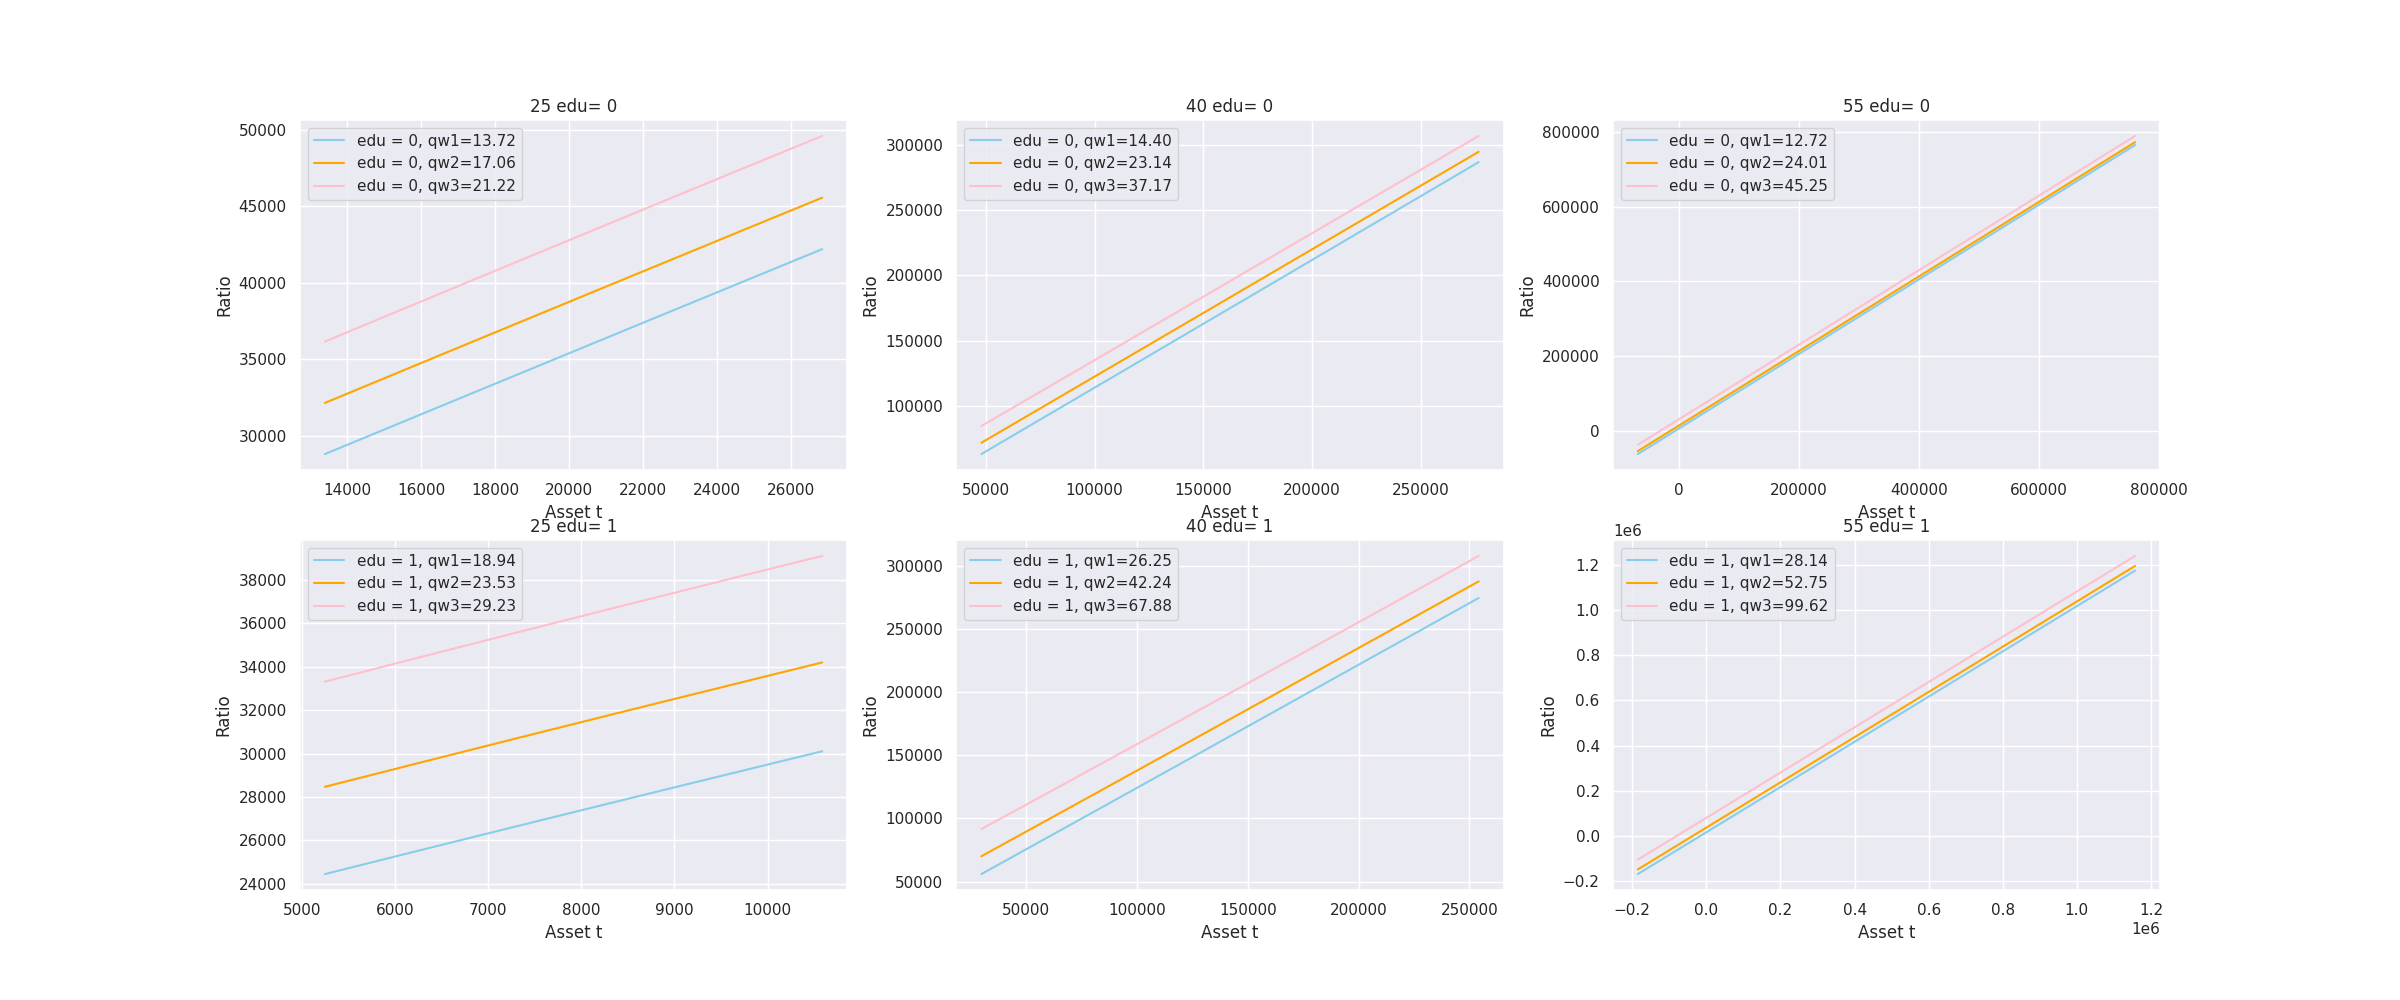 25 edu= 0
edu = 0, qw1=13.72
edu = 0, qw2=17.06
edu = 0, qw3=21.22
50000
45000
40000
35000
30000
Ratio
14000 16000 18000 20000 22000 24000 26000
Asset t
40 edu= 0
edu = 0, qw1=14.40
edu = 0, qw2=23.14
edu = 0, qw3=37.17
300000
250000
200000
150000
100000
Ratio
50000 100000 150000 200000 250000
Asset t
55 edu= 0
edu = 0, qw1=12.72
edu = 0, qw2=24.01
edu = 0, qw3=45.25
800000
600000
400000
200000
0
Ratio
0 200000 400000 600000 800000
Asset t
25 edu= 1
edu = 1, qw1=18.94
edu = 1, qw2=23.53
edu = 1, qw3=29.23
38000
36000
34000
32000
30000
28000
26000
24000
Ratio
5000 6000 7000 8000 9000 10000
Asset t
40 edu= 1
edu = 1, qw1=26.25
edu = 1, qw2=42.24
edu = 1, qw3=67.88
300000
250000
200000
150000
100000
50000
Ratio
50000 100000 150000 200000 250000
Asset t
55 edu= 1
1e6
edu = 1, qw1=28.14
edu = 1, qw2=52.75
edu = 1, qw3=99.62
1.2
1.0
0.8
0.6
0.4
0.2
0.0
−0.2
Ratio
−0.2 0.0 0.2 0.4 0.6 0.8 1.0 1.2
1e6
Asset t